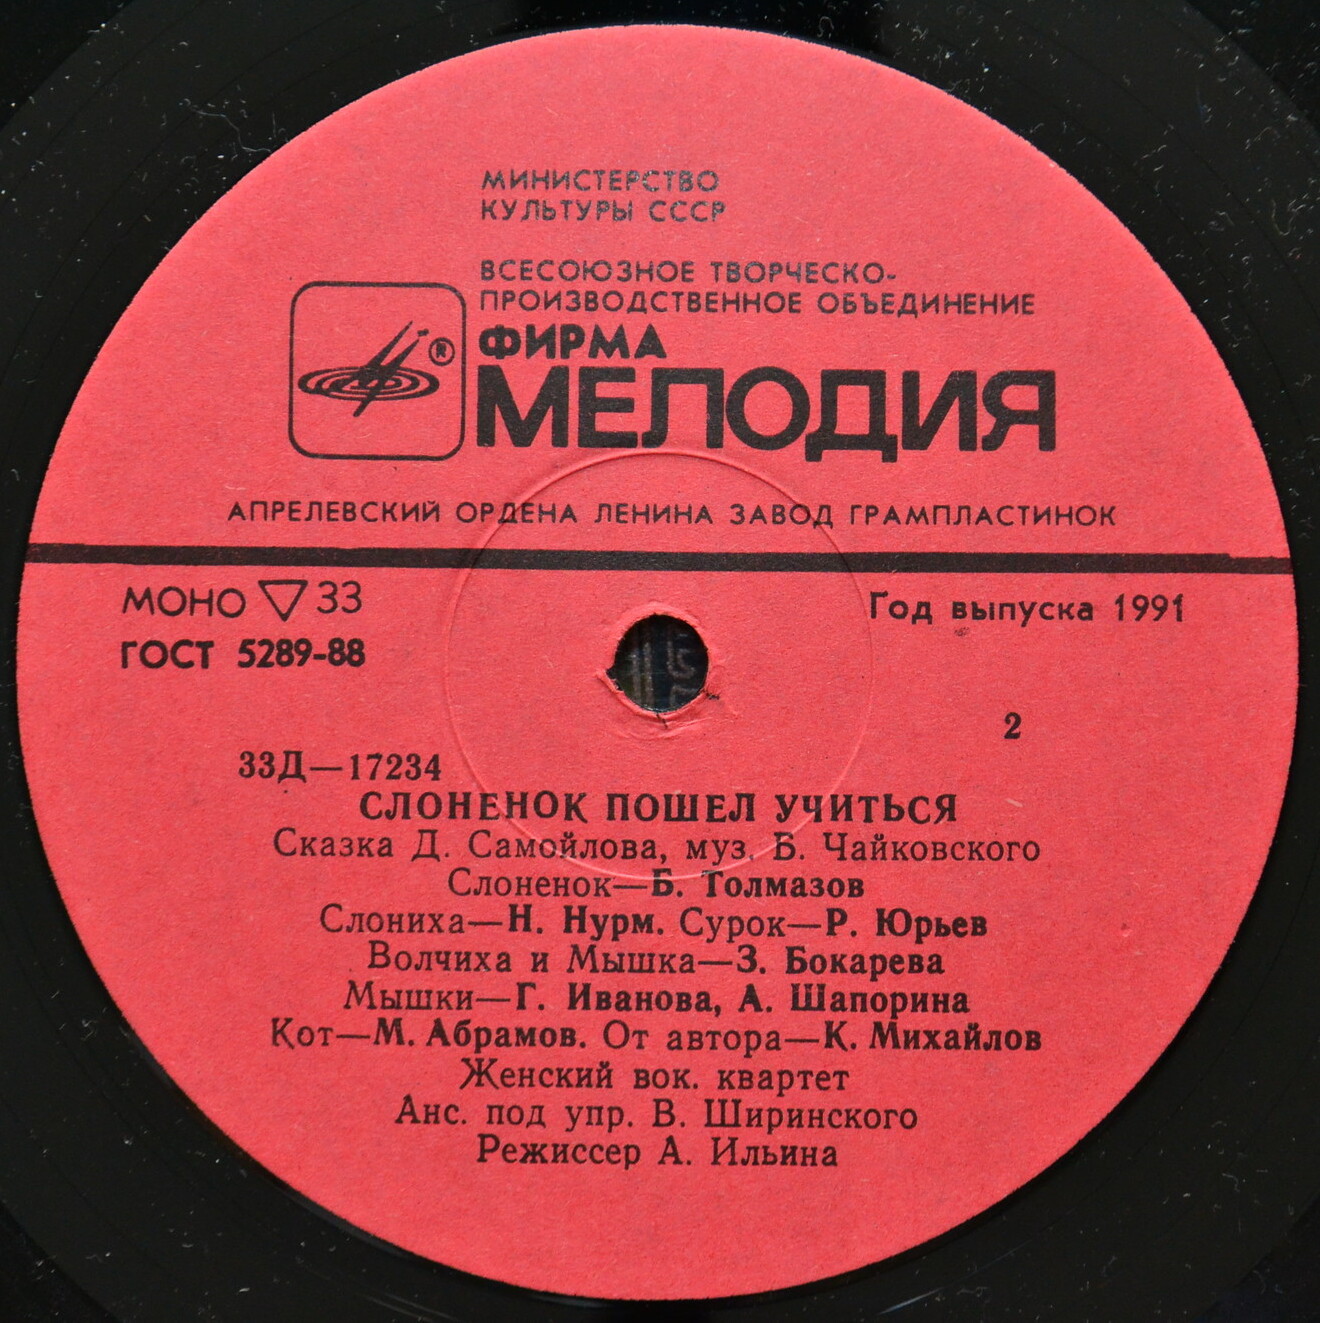 МИНИСТЕРСТВО
КУЛЬТУРЫ СССР
ВСЕСОЮЗНОЕ ТВОРЧЕСКО-
ПРОИЗВОДСТВЕННОЕ ОБЪЕДИНЕНИЕ
ФИРМА
® МЕЛОДИЯ
АПРЕЛЕВСКИЙ ОРДЕНА ЛЕНИНА ЗАВОД ГРАМПЛАСТИНОК
МОНО ▽ 33
Год выпуска 1991
ГОСТ 5289-88
2
33Д—17234
СЛОНЕНОК ПОШЕЛ УЧИТЬСЯ
Сказка Д. Самойлова, муз. Б. Чайковского
Слоненок—Б. Толмазов
Слониха—Н. Нурм. Сурок—Р. Юрьев
Волчиха и Мышка—З. Бокарева
Мышки—Г. Иванова, А. Шапорина
Кот—М. Абрамов. От автора—К. Михайлов
Женский вок. квартет
Анс. под упр. В. Ширинского
Режиссер А. Ильина